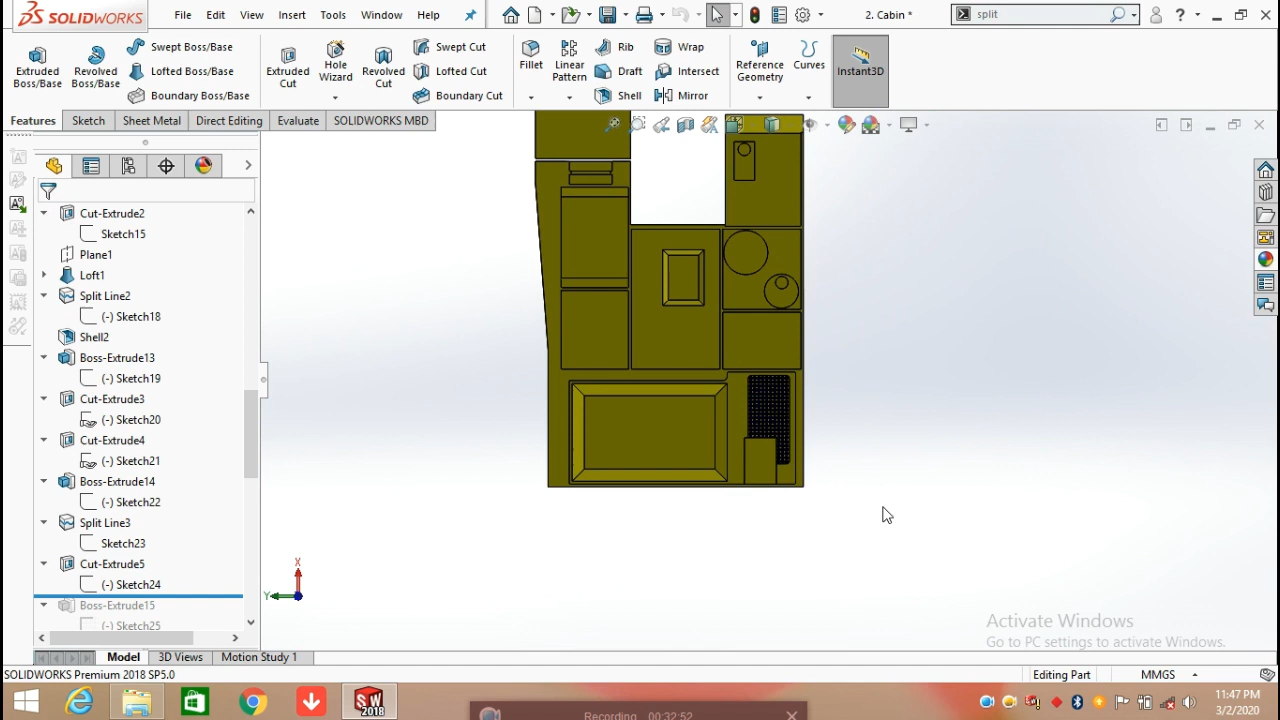 SOLIDWORKS
File Edit View Insert Tools Window Help
2. Cabin *
split
Extruded Boss/Base
Revolved Boss/Base
Swept Boss/Base
Lofted Boss/Base
Boundary Boss/Base
Extruded Cut
Hole Wizard
Revolved Cut
Swept Cut
Lofted Cut
Boundary Cut
Fillet
Linear Pattern
Rib
Draft
Shell
Wrap
Intersect
Mirror
Reference Geometry
Curves
Instant3D
Features Sketch Sheet Metal Direct Editing Evaluate SOLIDWORKS MBD
Cut-Extrude2
Sketch15
Plane1
Loft1
Split Line2
(-) Sketch18
Shell2
Boss-Extrude13
(-) Sketch19
Cut-Extrude3
(-) Sketch20
Cut-Extrude4
(-) Sketch21
Boss-Extrude14
(-) Sketch22
Split Line3
Sketch23
Cut-Extrude5
(-) Sketch24
Boss-Extrude15
(-) Sketch25
X
Y
Activate Windows
Go to PC settings to activate Windows.
Model 3D Views Motion Study 1
SOLIDWORKS Premium 2018 SP5.0
Editing Part MMGS
SW
2018
Recording 00:32:52
11:47 PM
3/2/2020